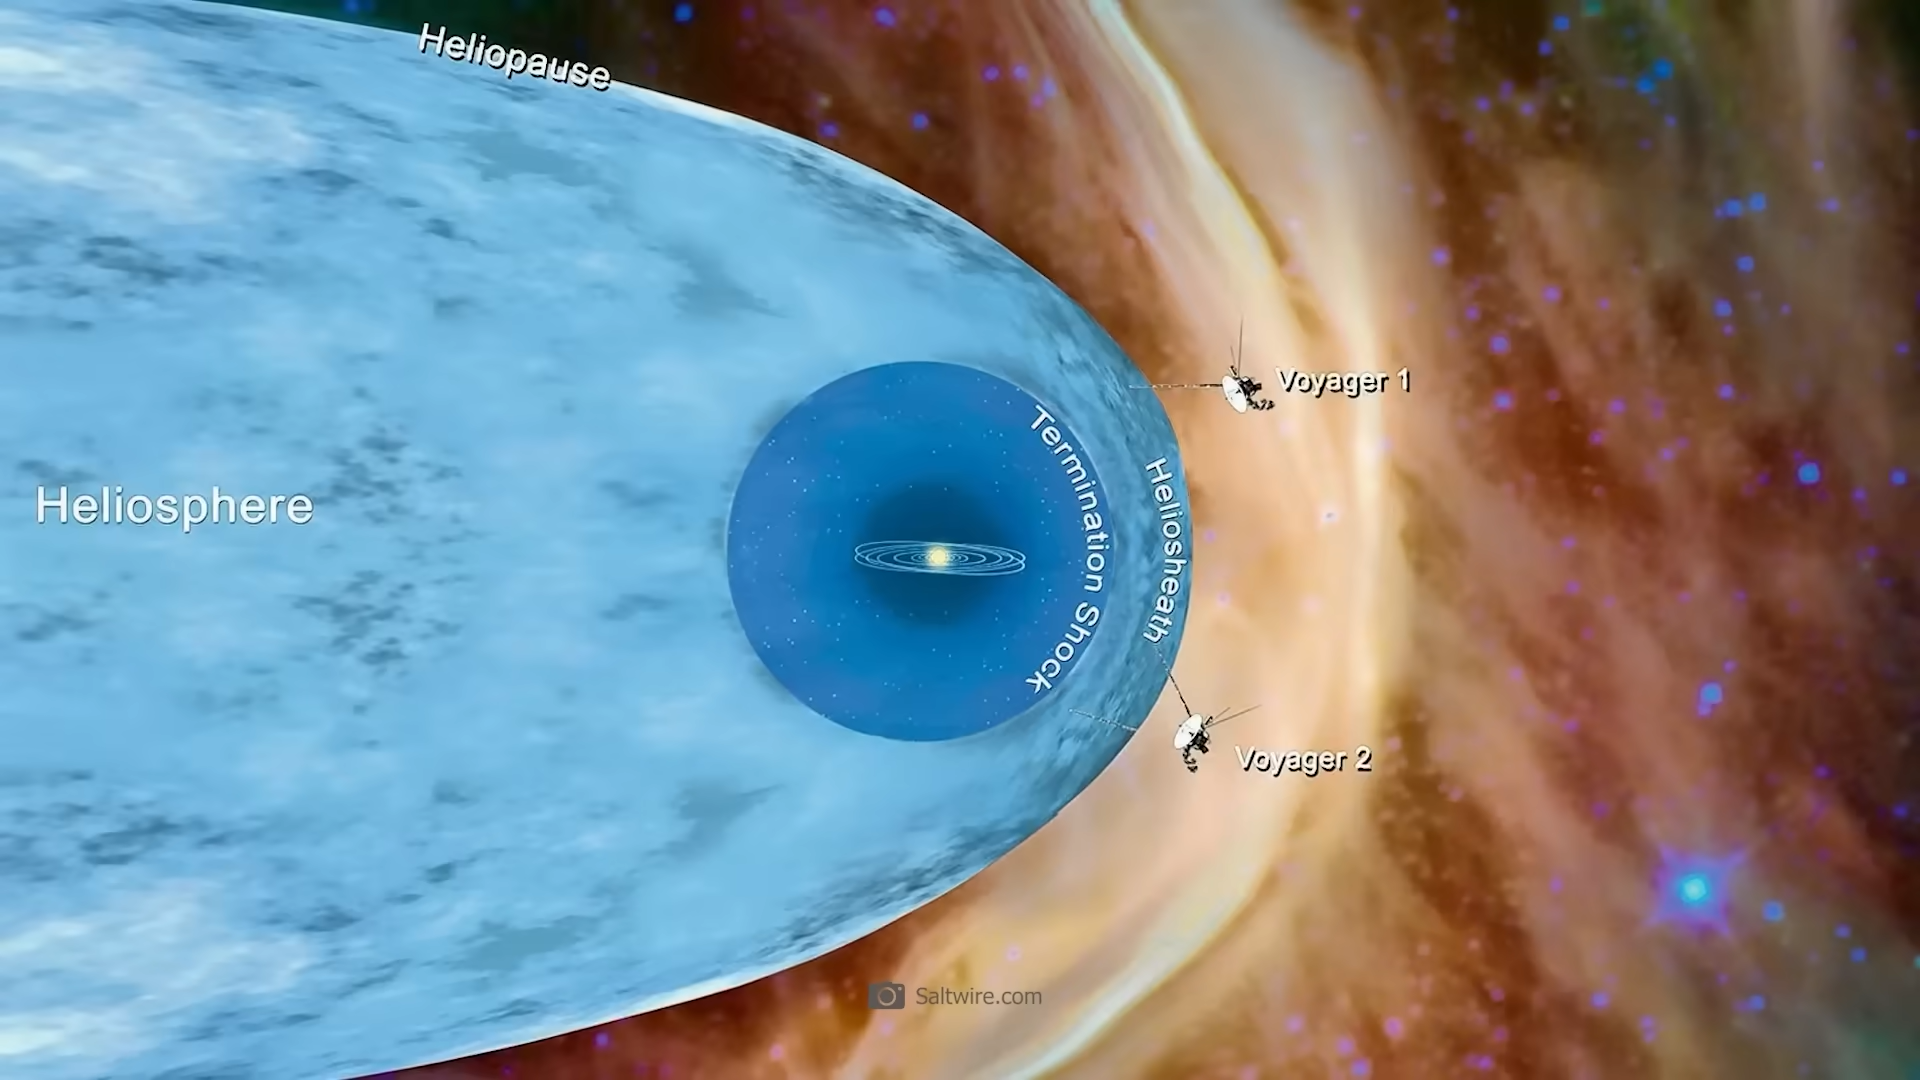 Heliopause
Voyager 1
Termination Shock
Heliosheath
Heliosphere
Voyager 2
Saltwire.com